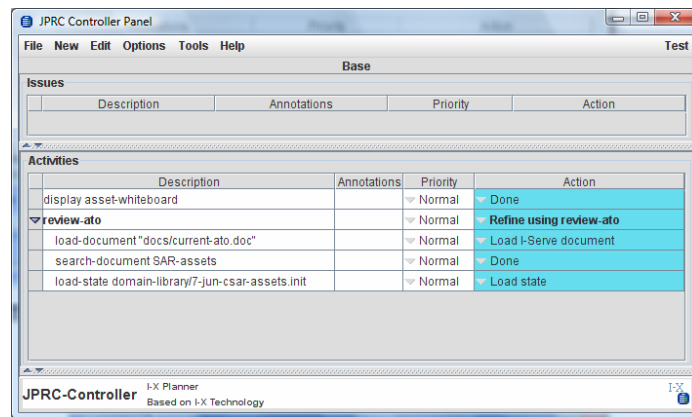 JPRC Controller Panel
File New Edit Options Tools Help Test
Base
Issues
Description Annotations Priority Action
Activities
Description Annotations Priority Action
display asset-whiteboard Normal Done
review-ato Normal Refine using review-ato
load-document "docs/current-ato.doc" Normal Load I-Serve document
search-document SAR-assets Normal Done
load-state domain-library/7-jun-csar-assets.init Normal Load state
JPRC-Controller
I-X Planner
Based on I-X Technology
I-X